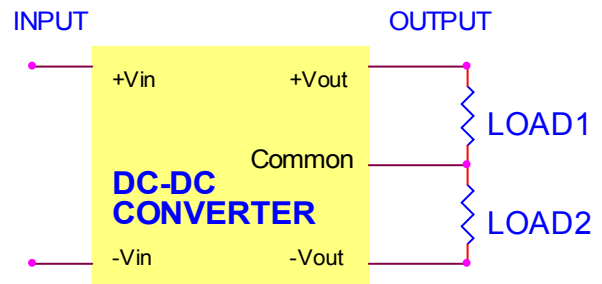 INPUT
OUTPUT
+Vin
+Vout
LOAD1
Common
DC-DC
CONVERTER
LOAD2
-Vin
-Vout